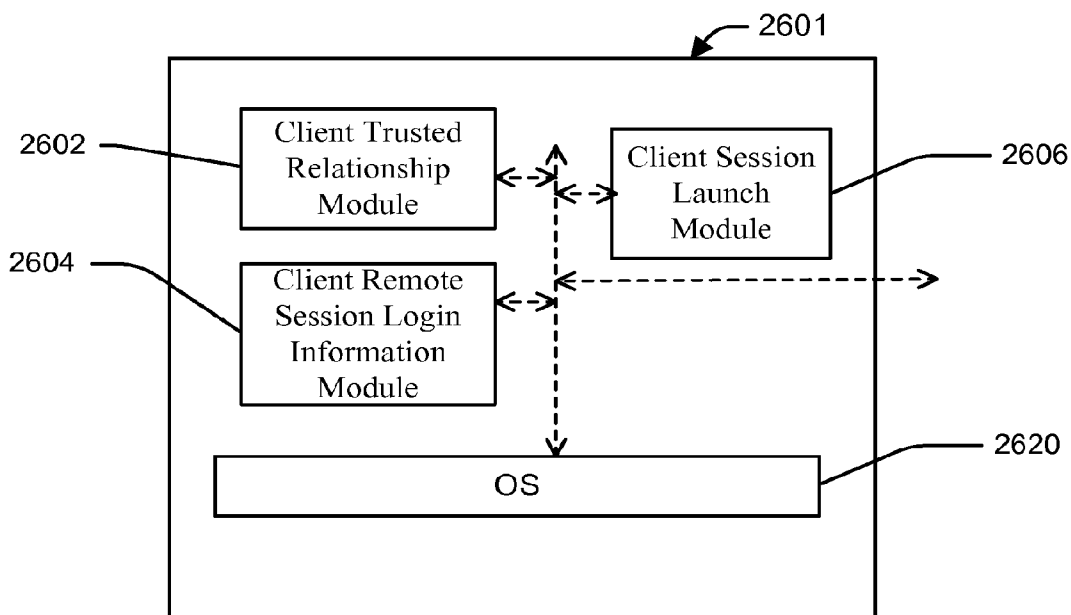 2601
2602
Client Trusted
Relationship
Module
Client Session
Launch
Module
2606
2604
Client Remote
Session Login
Information
Module
2620
OS